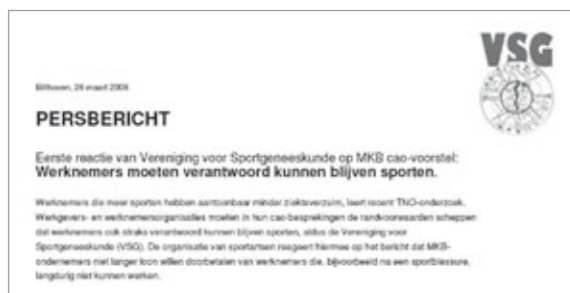 VSG
Bilthoven, 26 maart 2008
PERSBERICHT
Eerste reactie van Vereniging voor Sportgeneeskunde op MKB cao-voorstel:
Werknemers moeten verantwoord kunnen blijven sporten.
Werknemers die meer sporten hebben aantoonbaar minder ziekteverzuim, leert recent TNO-onderzoek.
Werkgevers- en werknemersorganisaties moeten in hun cao-besprekingen de randvoorwaarden scheppen
dat werknemers ook straks verantwoord kunnen blijven sporten, aldus de Vereniging voor
Sportgeneeskunde (VSG). De organisatie van sportartsen reageert hiermee op het bericht dat MKB-
ondernemers niet langer loon willen doorbetalen van werknemers die, bijvoorbeeld na een sportblessure,
langdurig niet kunnen werken.